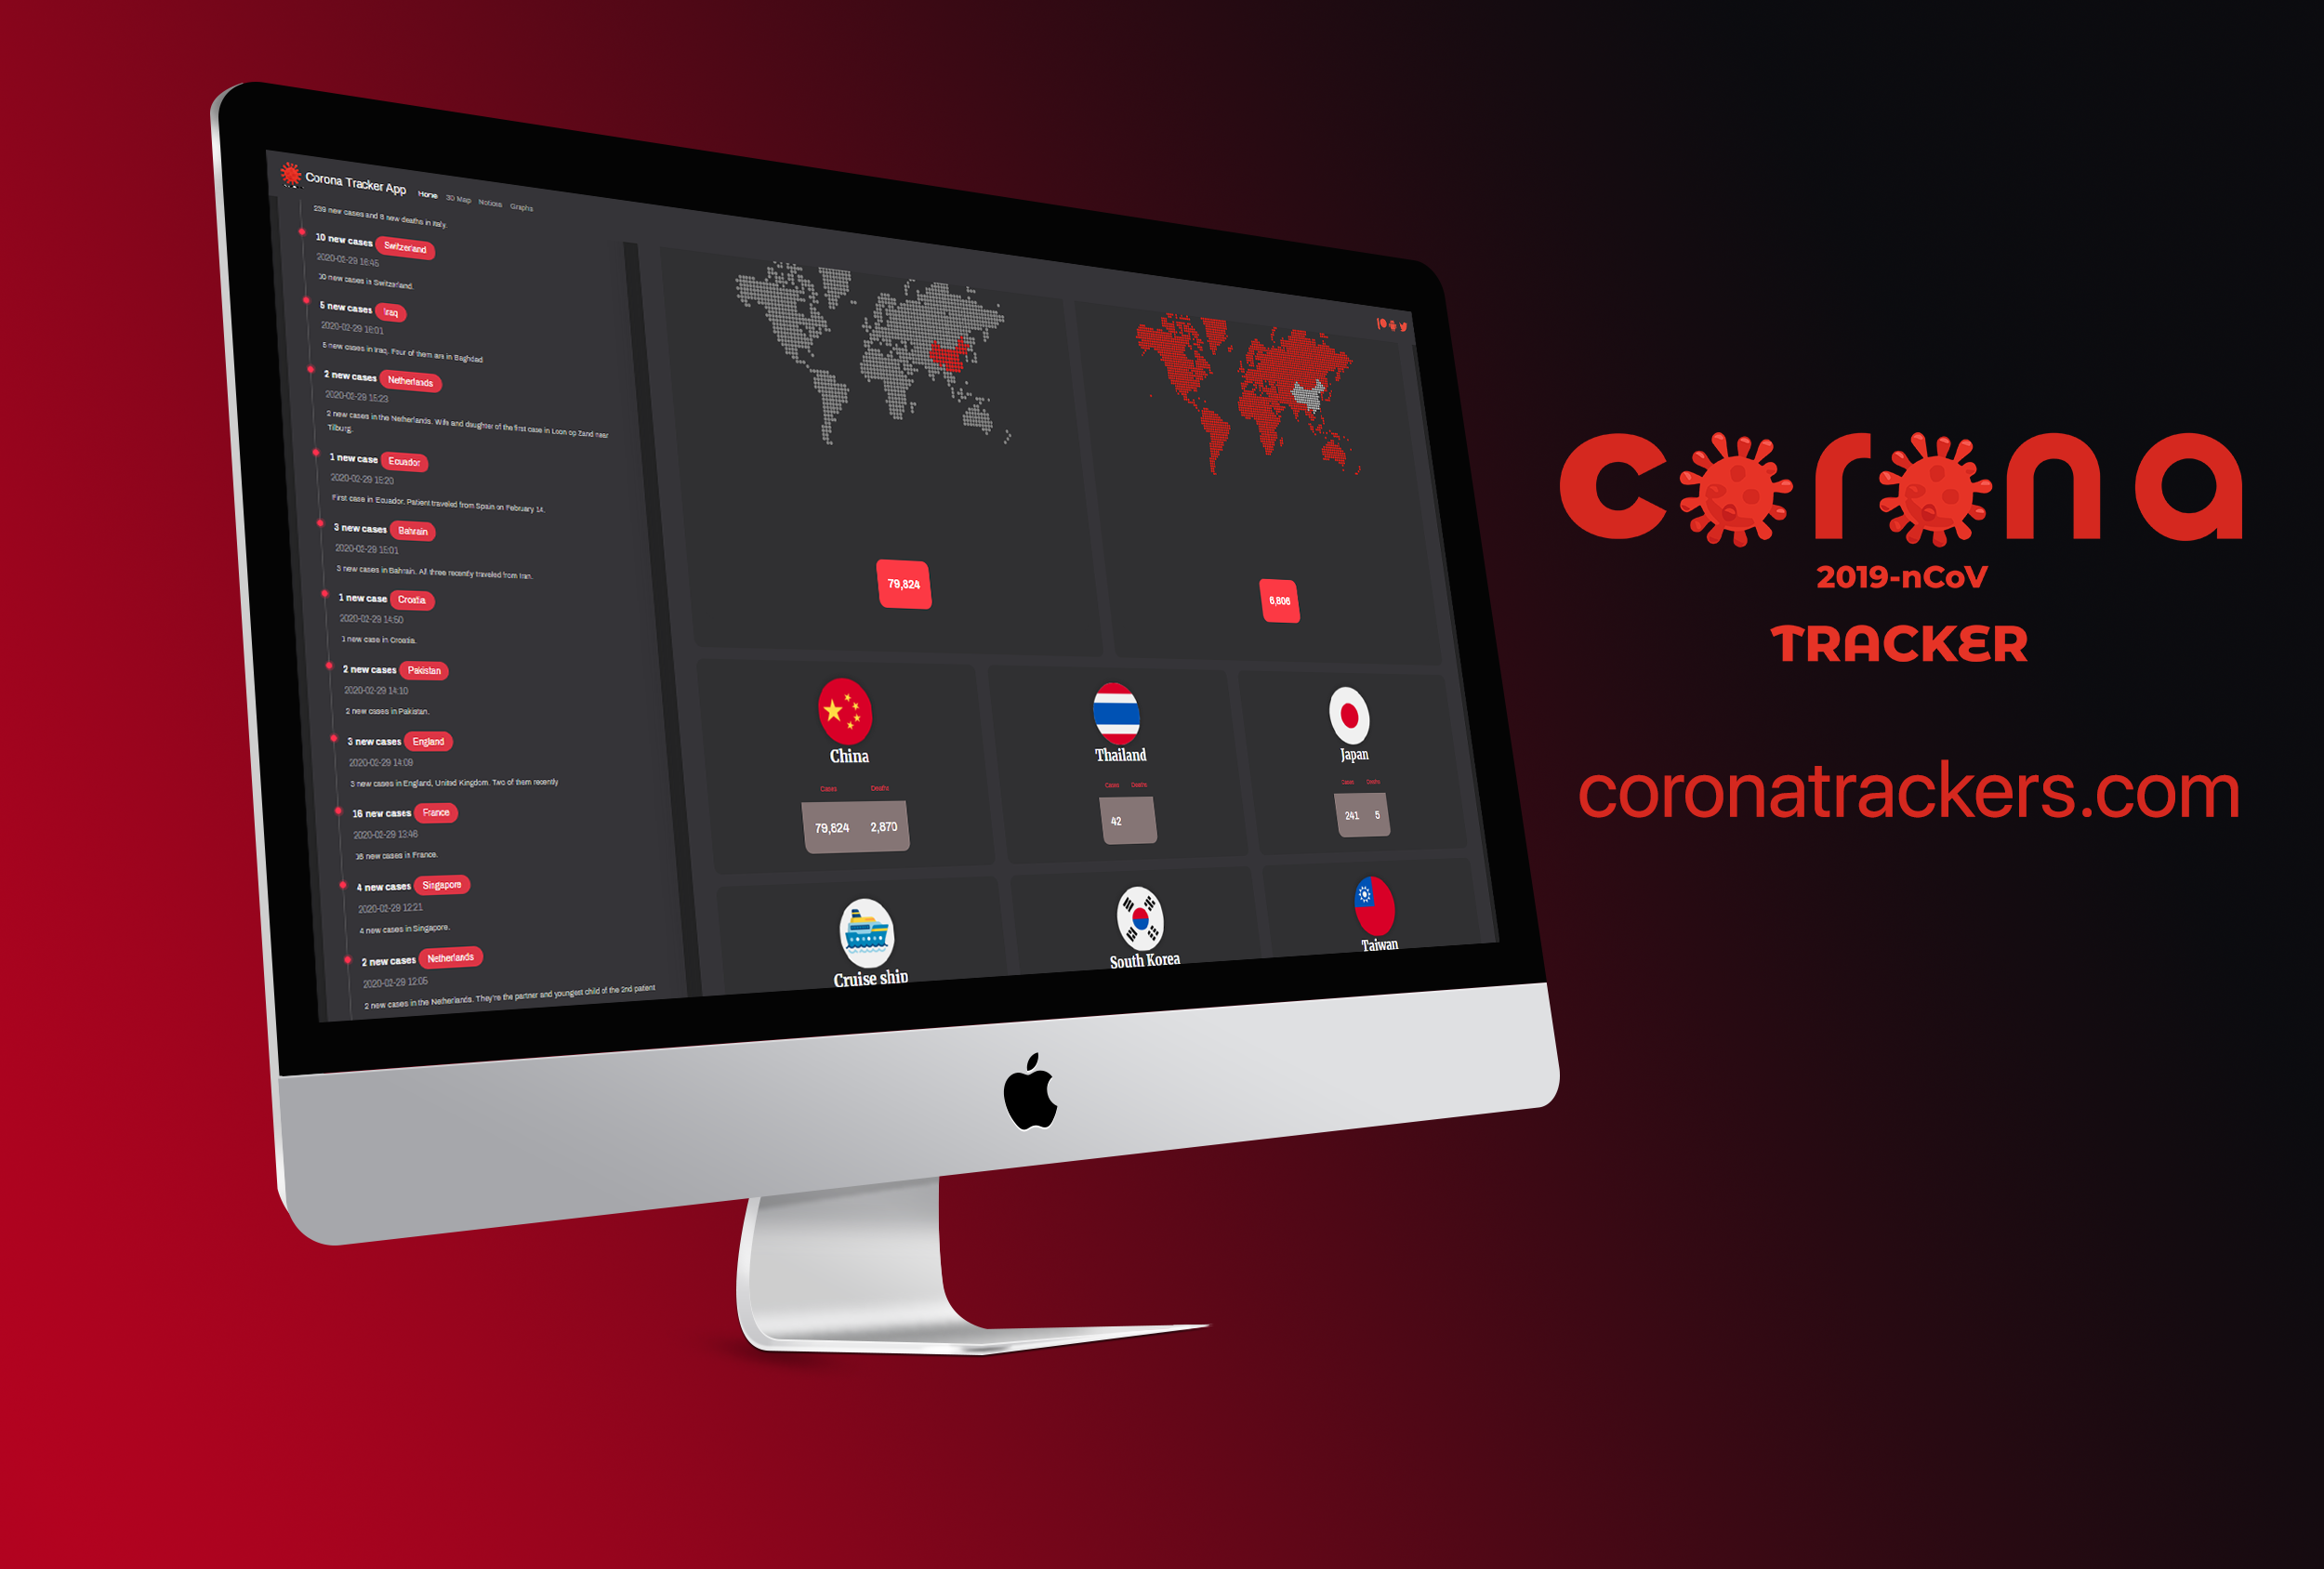 Corona Tracker App Home 3D Map Notices Graphs
239 new cases and 8 new deaths in Italy.
10 new cases Switzerland
2020-02-29 16:45
10 new cases in Switzerland.
5 new cases Iraq
2020-02-29 16:01
5 new cases in Iraq. Four of them are in Baghdad
2 new cases Netherlands
2020-02-29 15:23
2 new cases in the Netherlands. Wife and daughter of the first case in Loon op Zand near
Tilburg.
1 new case Ecuador
2020-02-29 15:20
First case in Ecuador. Patient traveled from Spain on February 14.
3 new cases Bahrain
2020-02-29 15:01
3 new cases in Bahrain. All three recently traveled from Iran.
1 new case Croatia
2020-02-29 14:50
1 new case in Croatia.
2 new cases Pakistan
2020-02-29 14:10
2 new cases in Pakistan.
3 new cases England
2020-02-29 14:09
3 new cases in England, United Kingdom. Two of them recently
16 new cases France
2020-02-29 13:46
16 new cases in France.
4 new cases Singapore
2020-02-29 12:21
4 new cases in Singapore.
2 new cases Netherlands
2020-02-29 12:05
2 new cases in the Netherlands. They're the partner and youngest child of the 2nd patient
79,824
6,806
China
Cases Deaths
79,824 2,870
Thailand
Cases Deaths
42
Japan
Cases Deaths
241 5
Cruise ship
South Korea
Taiwan
corona
2019-nCoV
TRACKER
coronatrackers.com